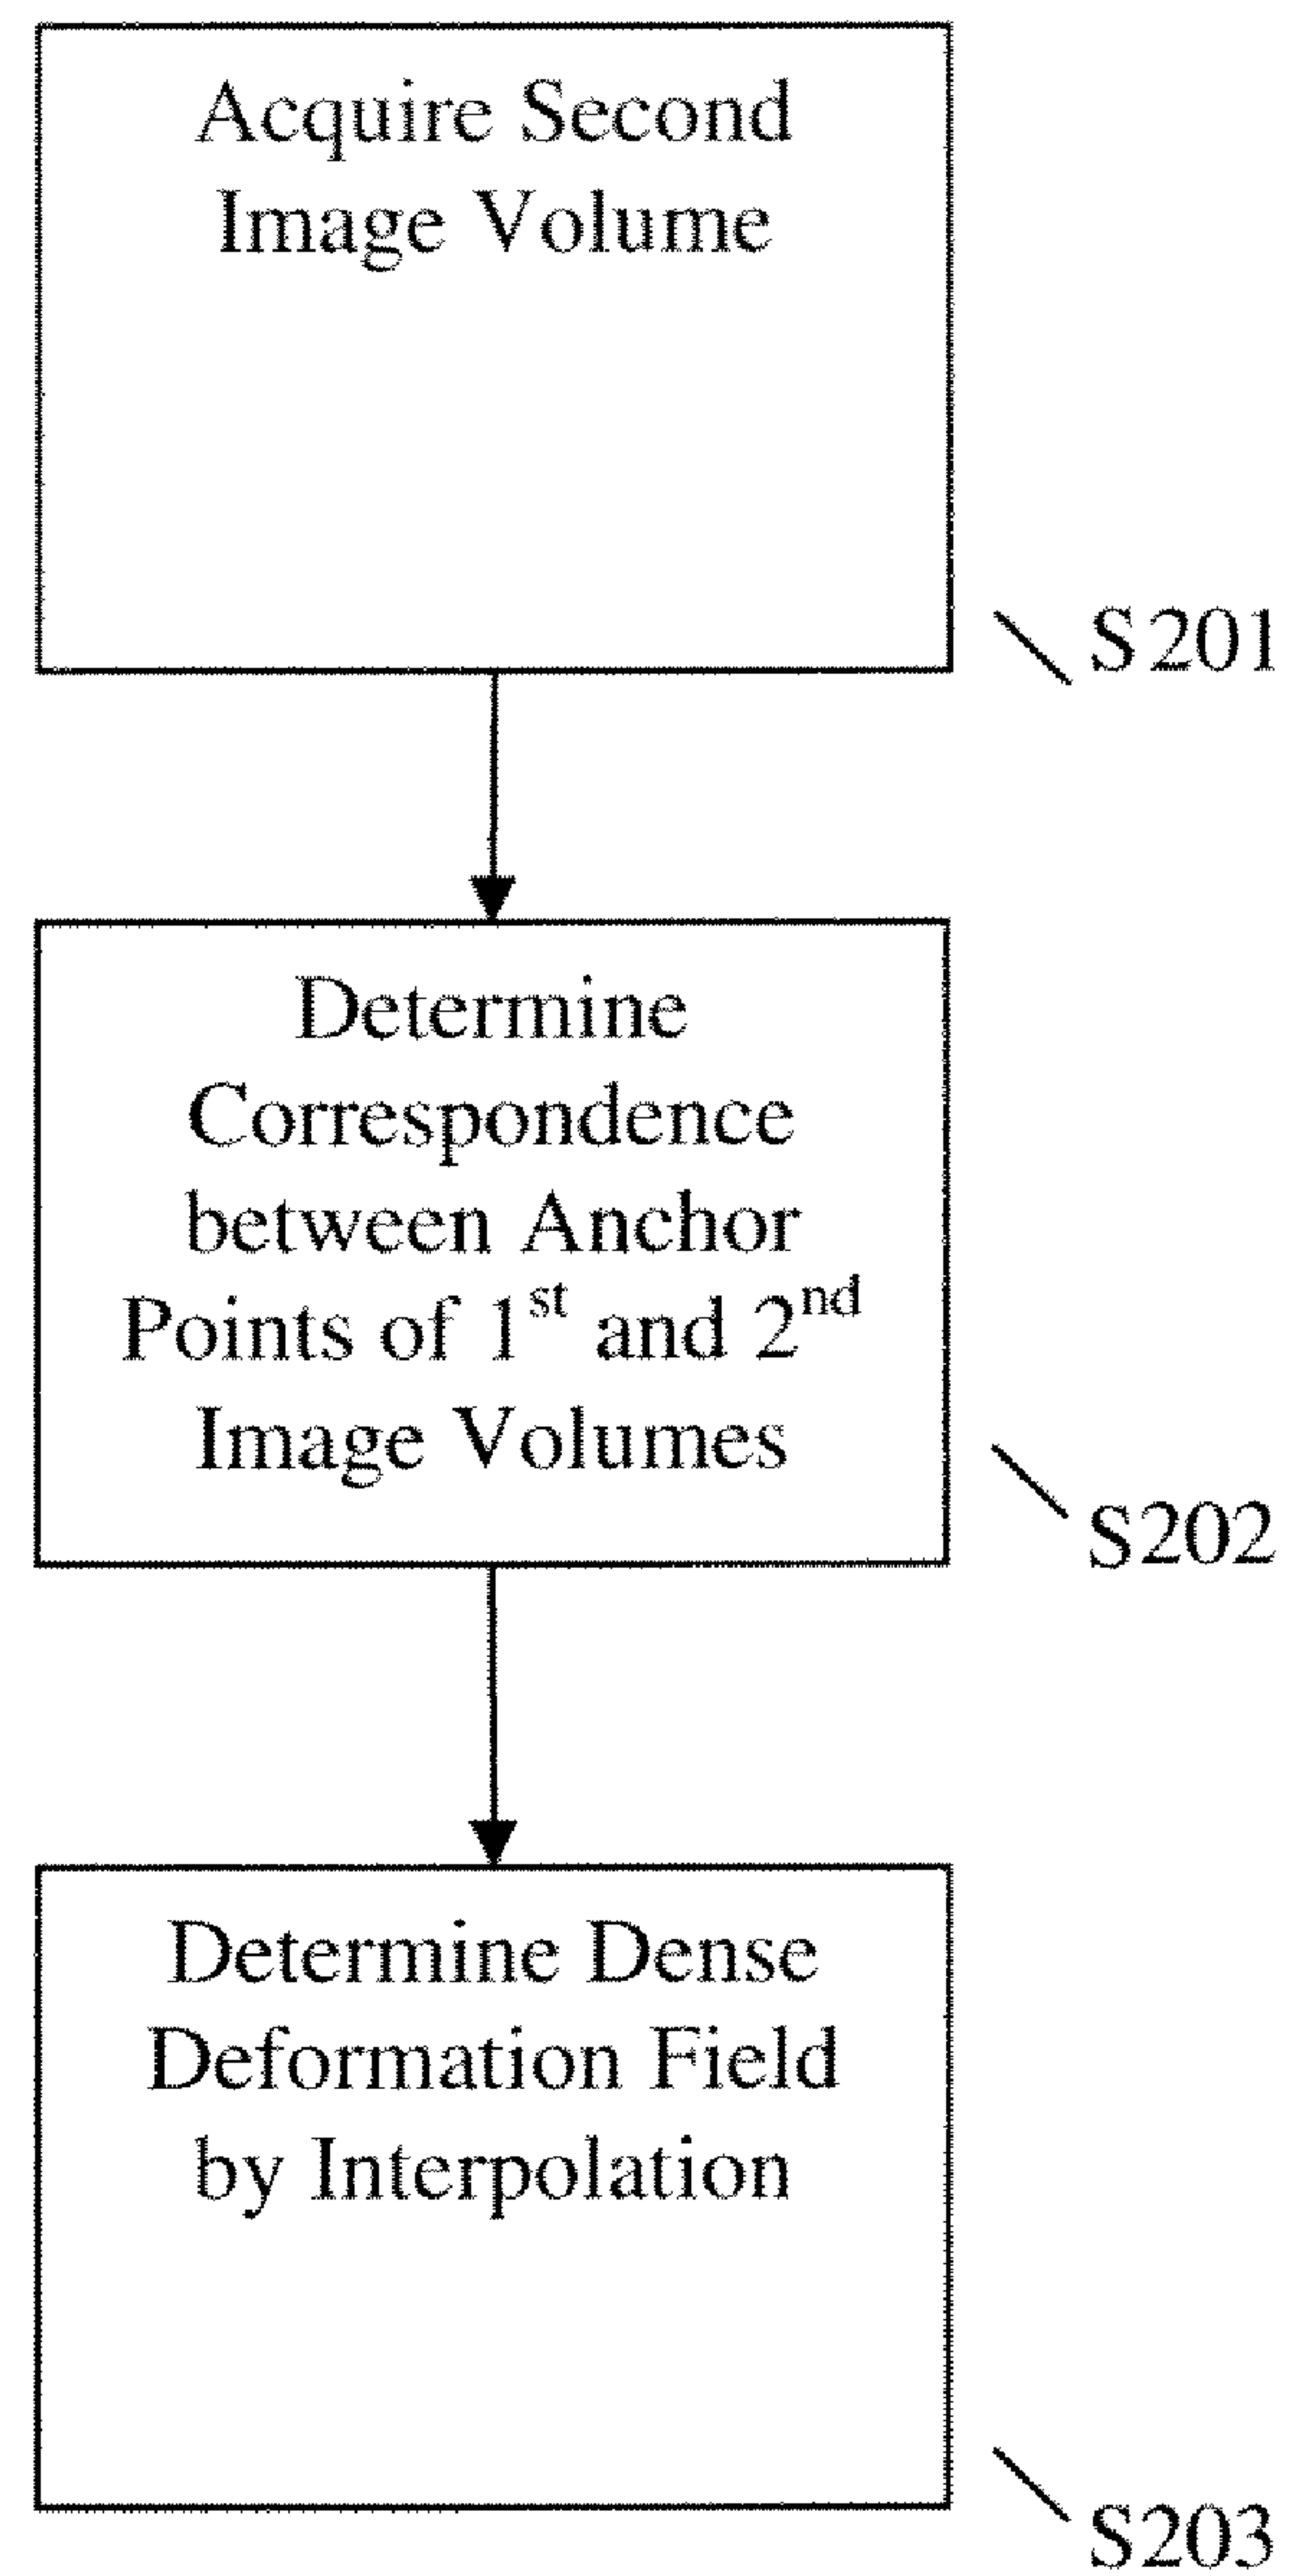 Acquire Second
Image Volume
S201
Determine
Correspondence
between Anchor
Points of 1st and 2nd
Image Volumes
S202
Determine Dense
Deformation Field
by Interpolation
S203